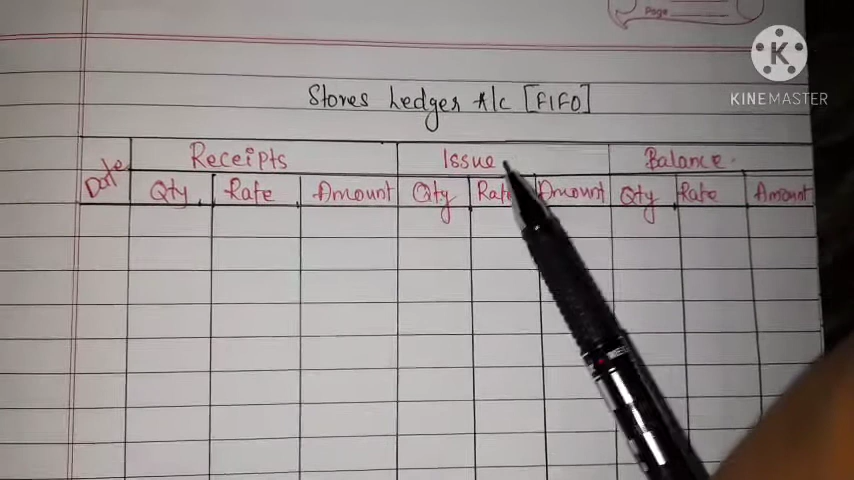 Page
KINEMASTER
Stores Ledger A/c [FIFO]
Date Receipts Issue Balance.
Qty. Rate Amount Qty Rate Amount Qty Rate Amount